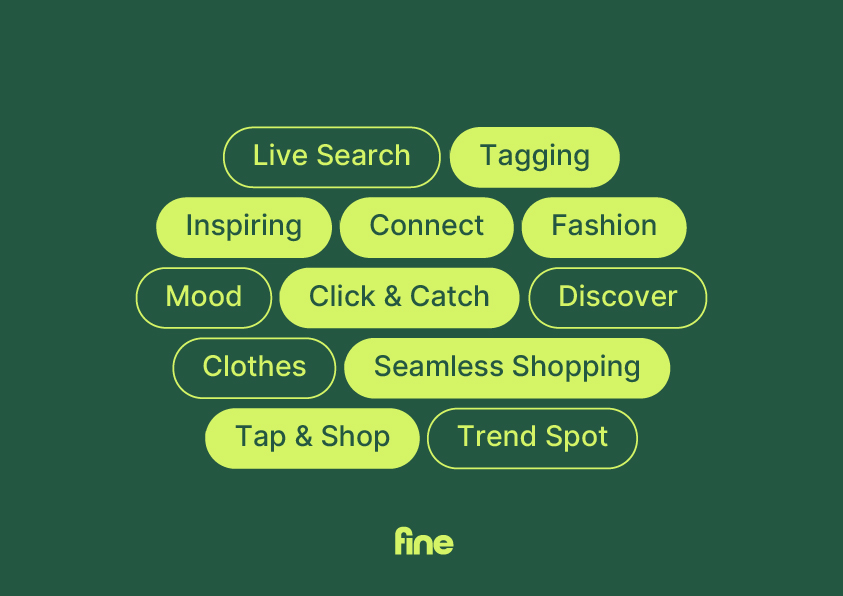 Live Search Tagging
Inspiring Connect Fashion
Mood Click & Catch Discover
Clothes Seamless Shopping
Tap & Shop Trend Spot
fine